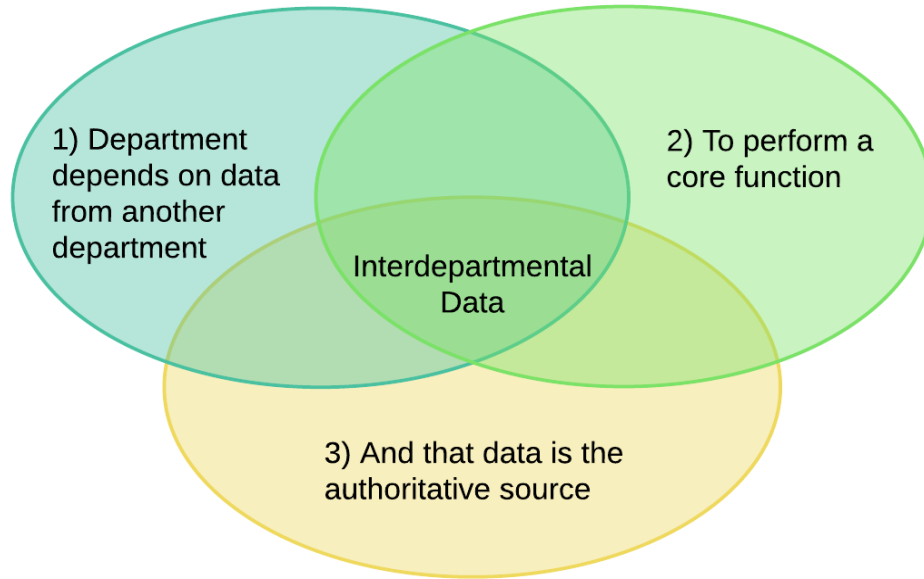 1) Department
depends on data
from another
department
2) To perform a
core function
Interdepartmental
Data
3) And that data is the
authoritative source